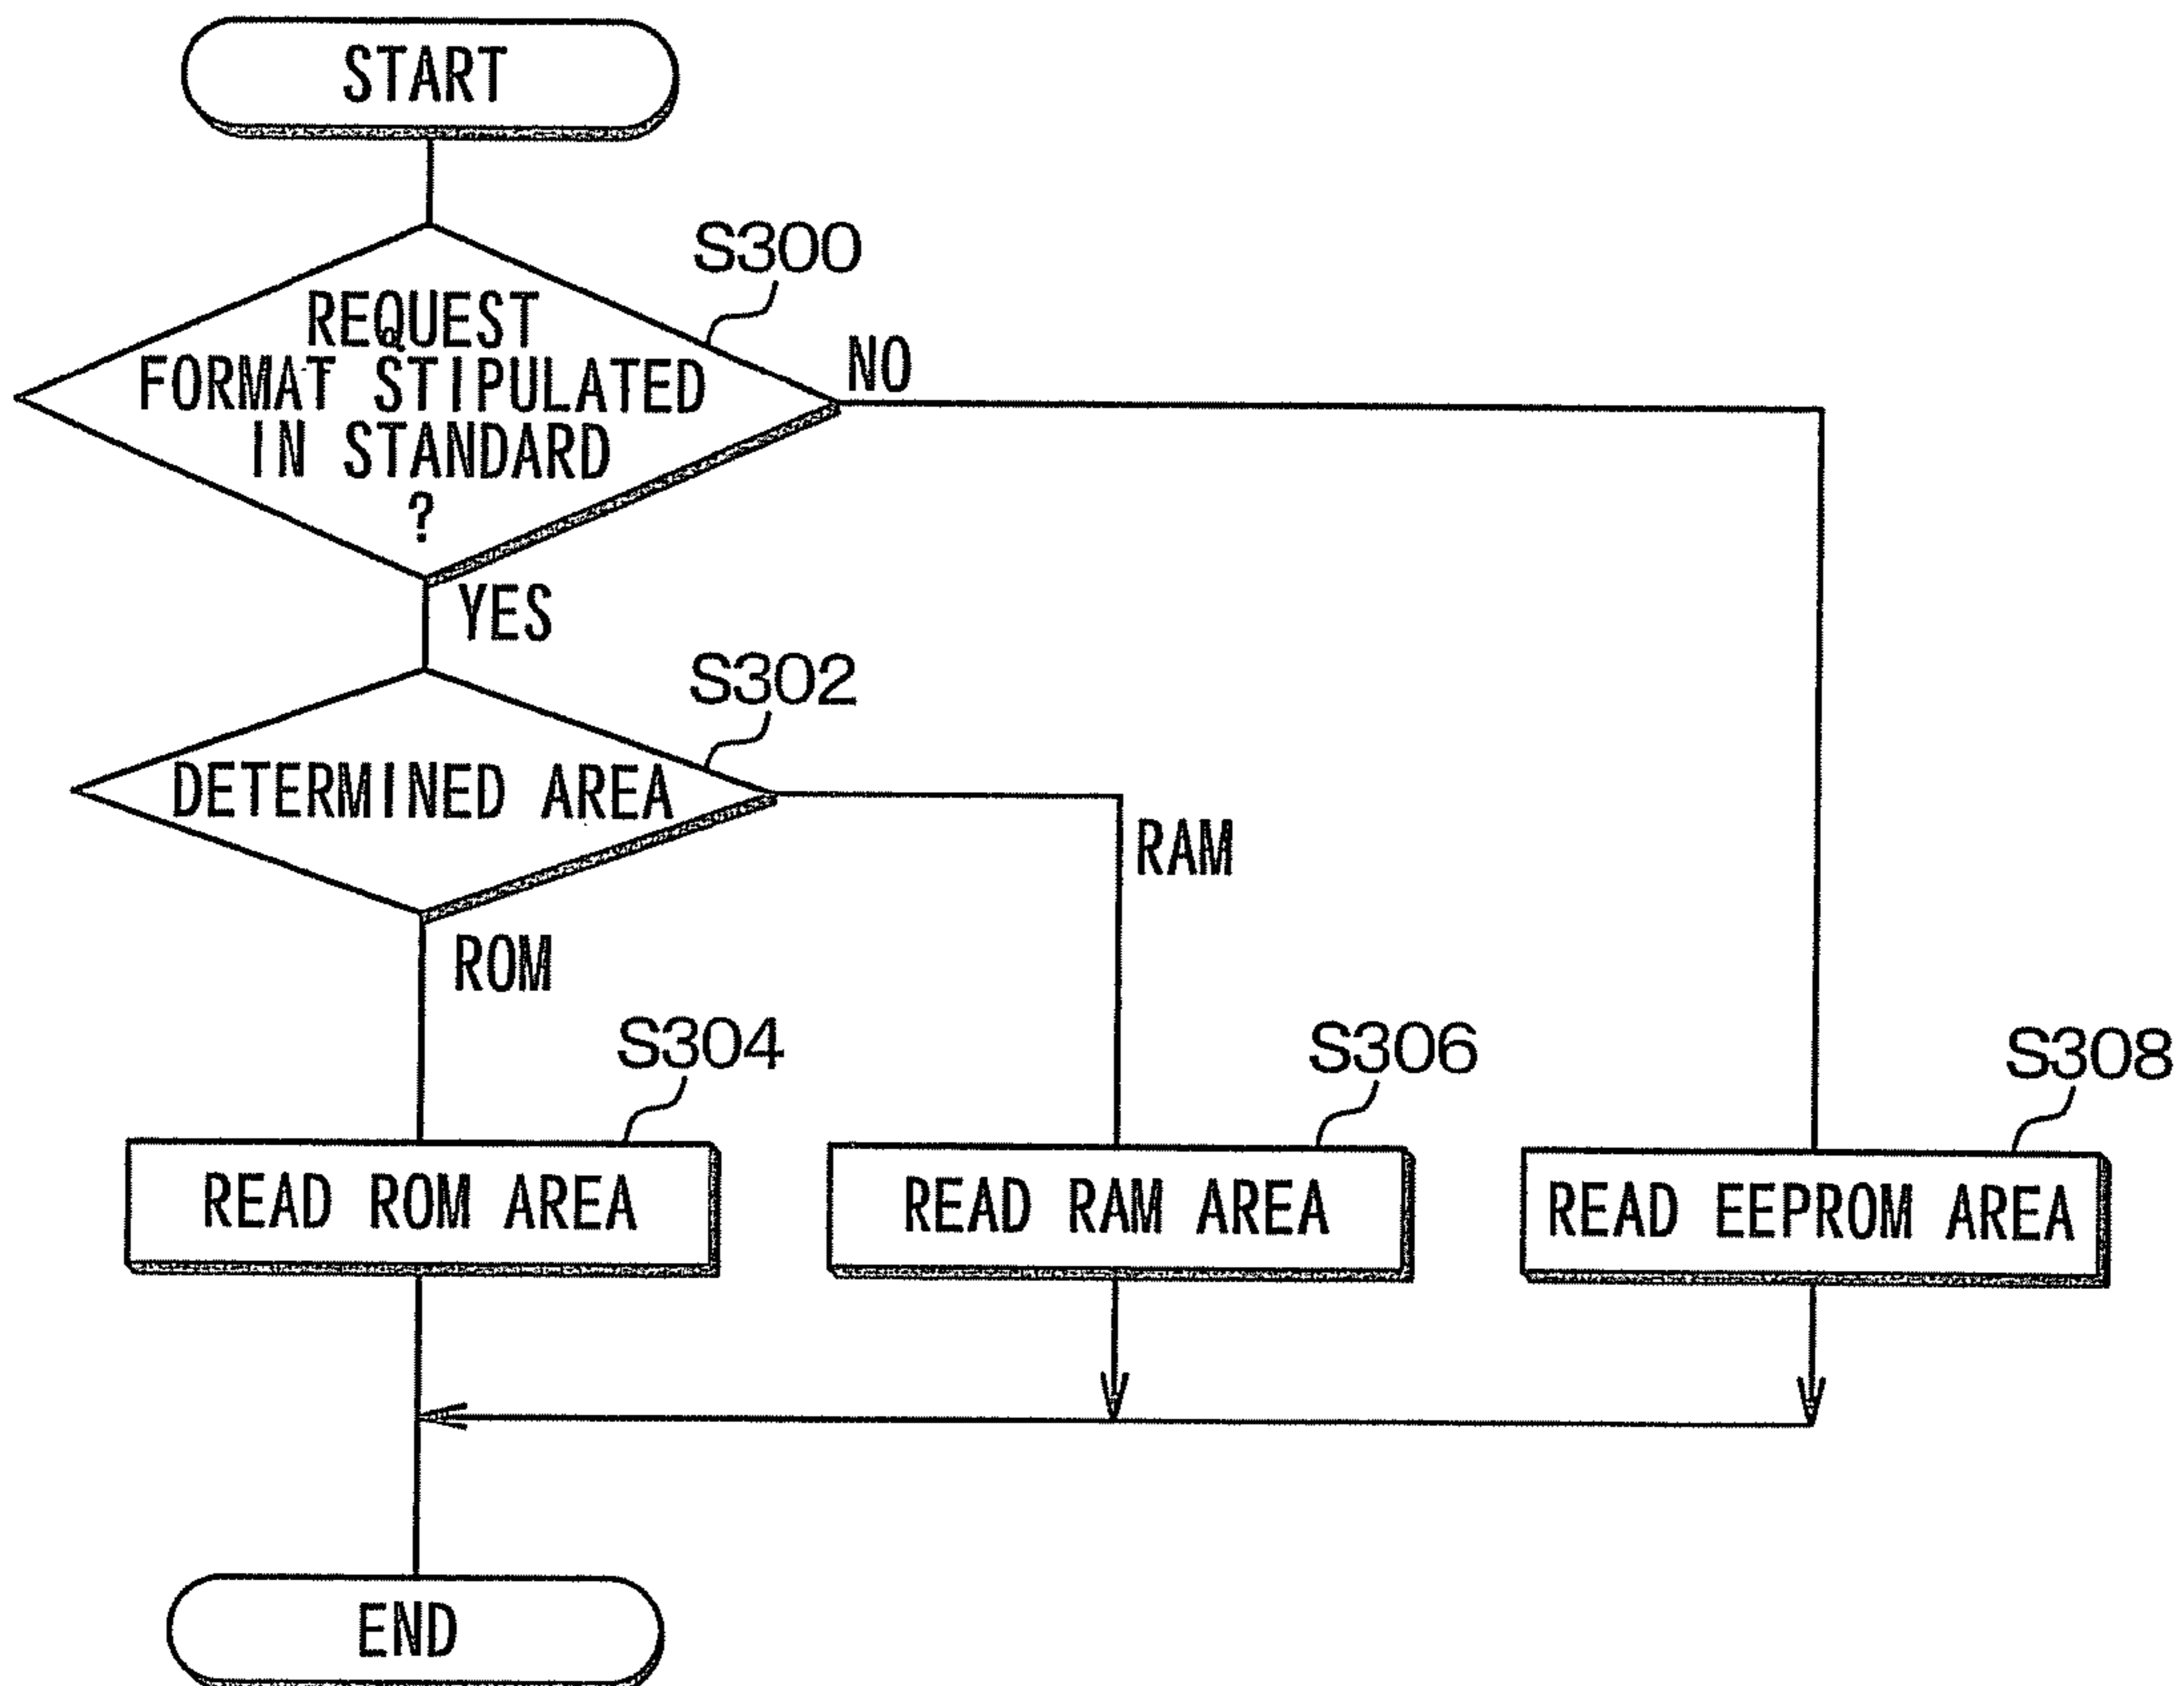 START
S300
REQUEST
FORMAT STIPULATED
IN STANDARD
?
NO
YES
S302
DETERMINED AREA
RAM
ROM
S304
S306
S308
READ ROM AREA
READ RAM AREA
READ EEPROM AREA
END